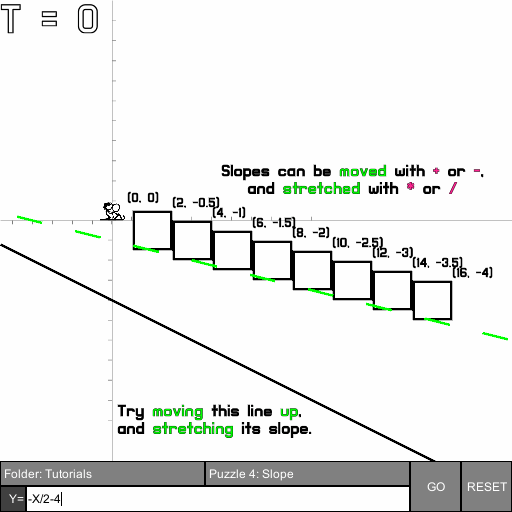 T = 0
Slopes can be moved with + or -,
and stretched with * or /
(0, 0)
(2, -0.5)
(4, -1)
(6, -1.5)
(8, -2)
(10, -2.5)
(12, -3)
(14, -3.5)
(16, -4)
Try moving this line up,
and stretching its slope.
Folder: Tutorials
Puzzle 4: Slope
Y= -X/2-4
GO
RESET